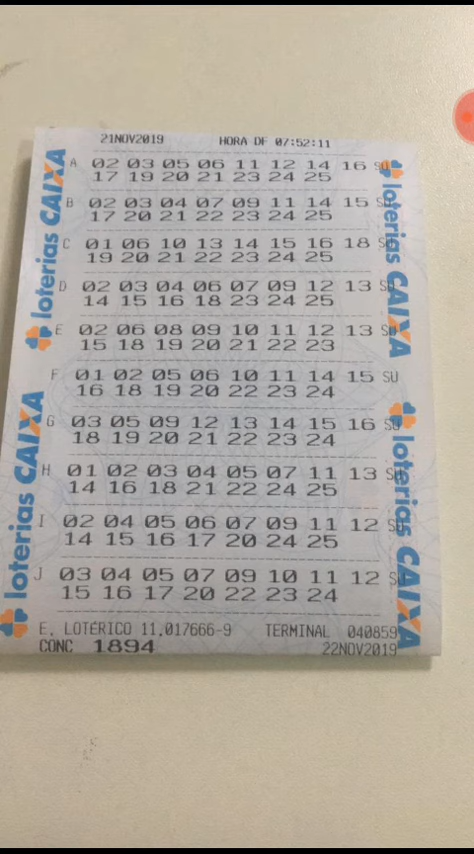 21NOV2019 HORA DF 07:52:11
A 02 03 05 06 11 12 14 16 SU
17 19 20 21 23 24 25
B 02 03 04 07 09 11 14 15 SU
17 20 21 22 23 24 25
C 01 06 10 13 14 15 16 18 SU
19 20 21 22 23 24 25
D 02 03 04 06 07 09 12 13 SU
14 15 16 18 23 24 25
E 02 06 08 09 10 11 12 13 SU
15 18 19 20 21 22 23
F 01 02 05 06 10 11 14 15 SU
16 18 19 20 22 23 24
G 03 05 09 12 13 14 15 16 SU
18 19 20 21 22 23 24
H 01 02 03 04 05 07 11 13 SU
14 16 18 21 22 24 25
I 02 04 05 06 07 09 11 12 SU
14 15 16 17 20 24 25
J 03 04 05 07 09 10 11 12 SU
15 16 17 20 22 23 24
E. LOTÉRICO 11.017666-9 TERMINAL 040859
CONC 1894 22NOV2019
loterias CAIXA
loterias CAIXA
loterias CAIXA
loterias CAIXA